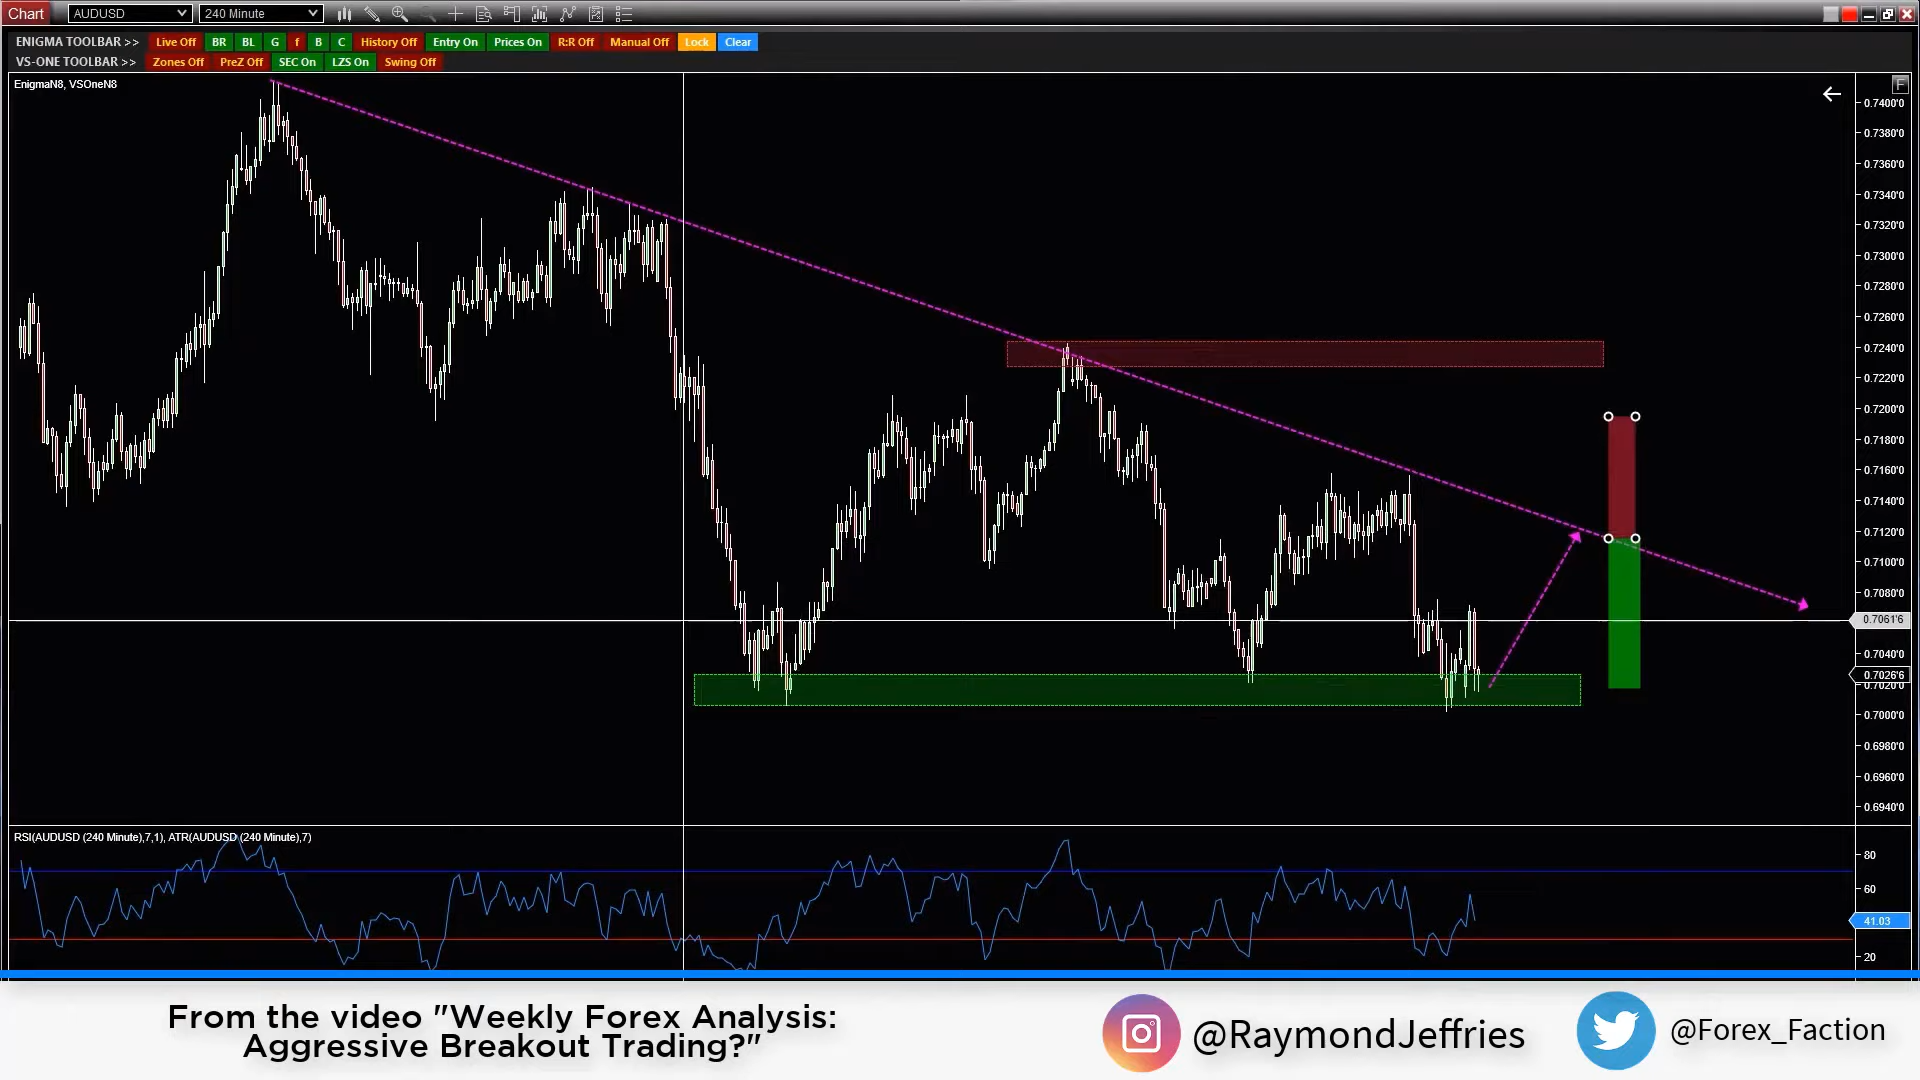 Chart AUDUSD 240 Minute
ENIGMA TOOLBAR >> Live Off BR BL G f B C History Off Entry On Prices On R:R Off Manual Off Lock Clear
VS-ONE TOOLBAR >> Zones Off PreZ Off SEC On LZS On Swing Off
EnigmaN8, VSOneN8
F
0.7400'0
0.7380'0
0.7360'0
0.7340'0
0.7320'0
0.7300'0
0.7280'0
0.7260'0
0.7240'0
0.7220'0
0.7200'0
0.7180'0
0.7160'0
0.7140'0
0.7120'0
0.7100'0
0.7080'0
0.7061'6
0.7040'0
0.7026'6
0.7020'0
0.7000'0
0.6980'0
0.6960'0
0.6940'0
RSI(AUDUSD (240 Minute),7,1), ATR(AUDUSD (240 Minute),7)
80
60
41.03
20
From the video "Weekly Forex Analysis:
Aggressive Breakout Trading?"
@RaymondJeffries
@Forex_Faction